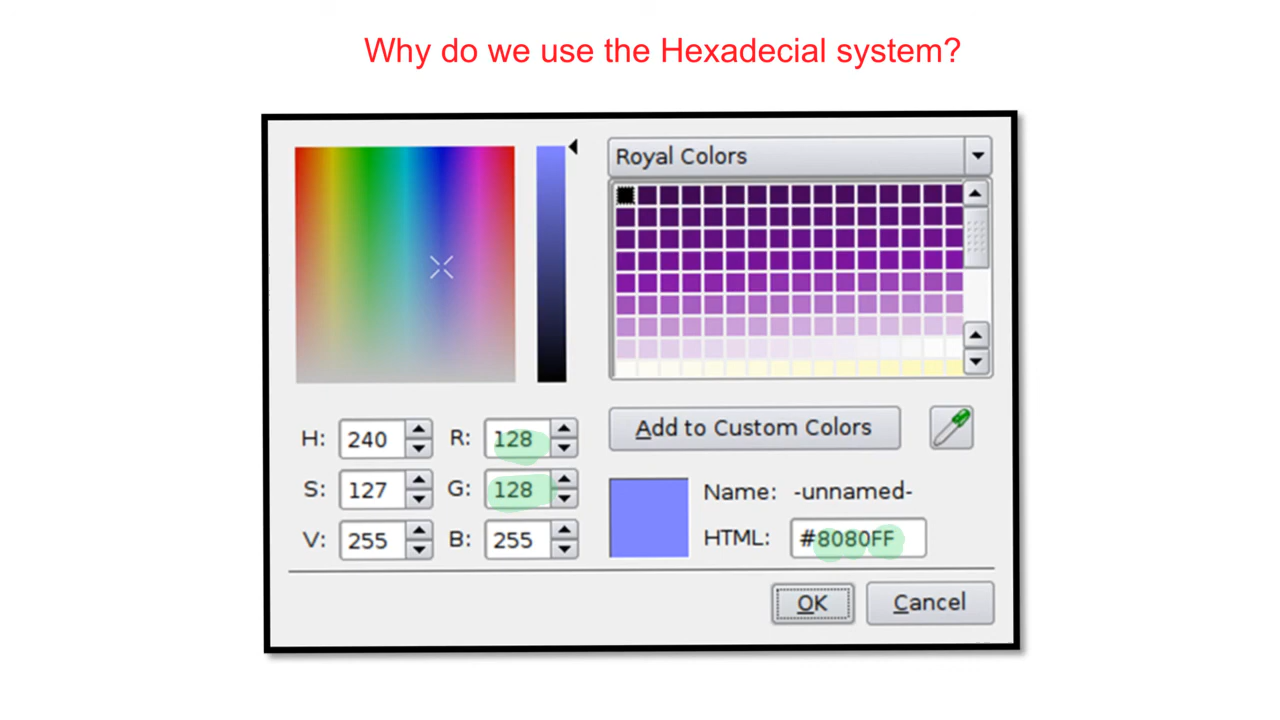 Why do we use the Hexadecial system?
Royal Colors
H: 240 R: 128
Add to Custom Colors
S: 127 G: 128
Name: -unnamed-
V: 255 B: 255
HTML: #8080FF
OK Cancel